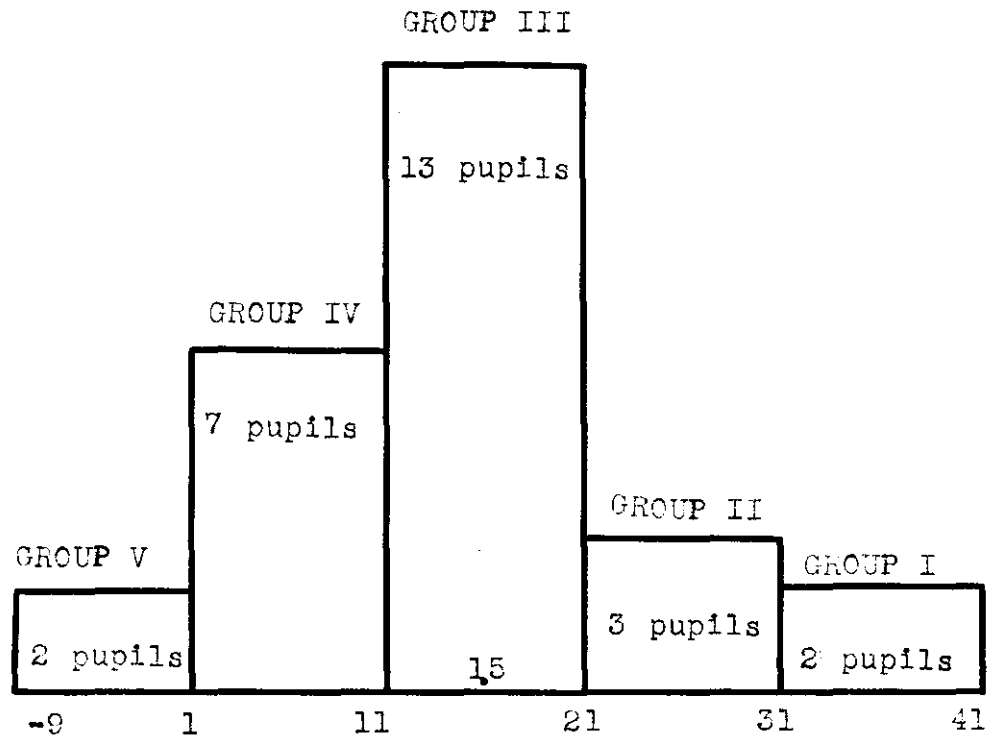 GROUP III
13 pupils
GROUP IV
7 pupils
GROUP II
GROUP V
GROUP I
3 pupils
2 pupils
2 pupils
15
-9 1 11 21 31 41